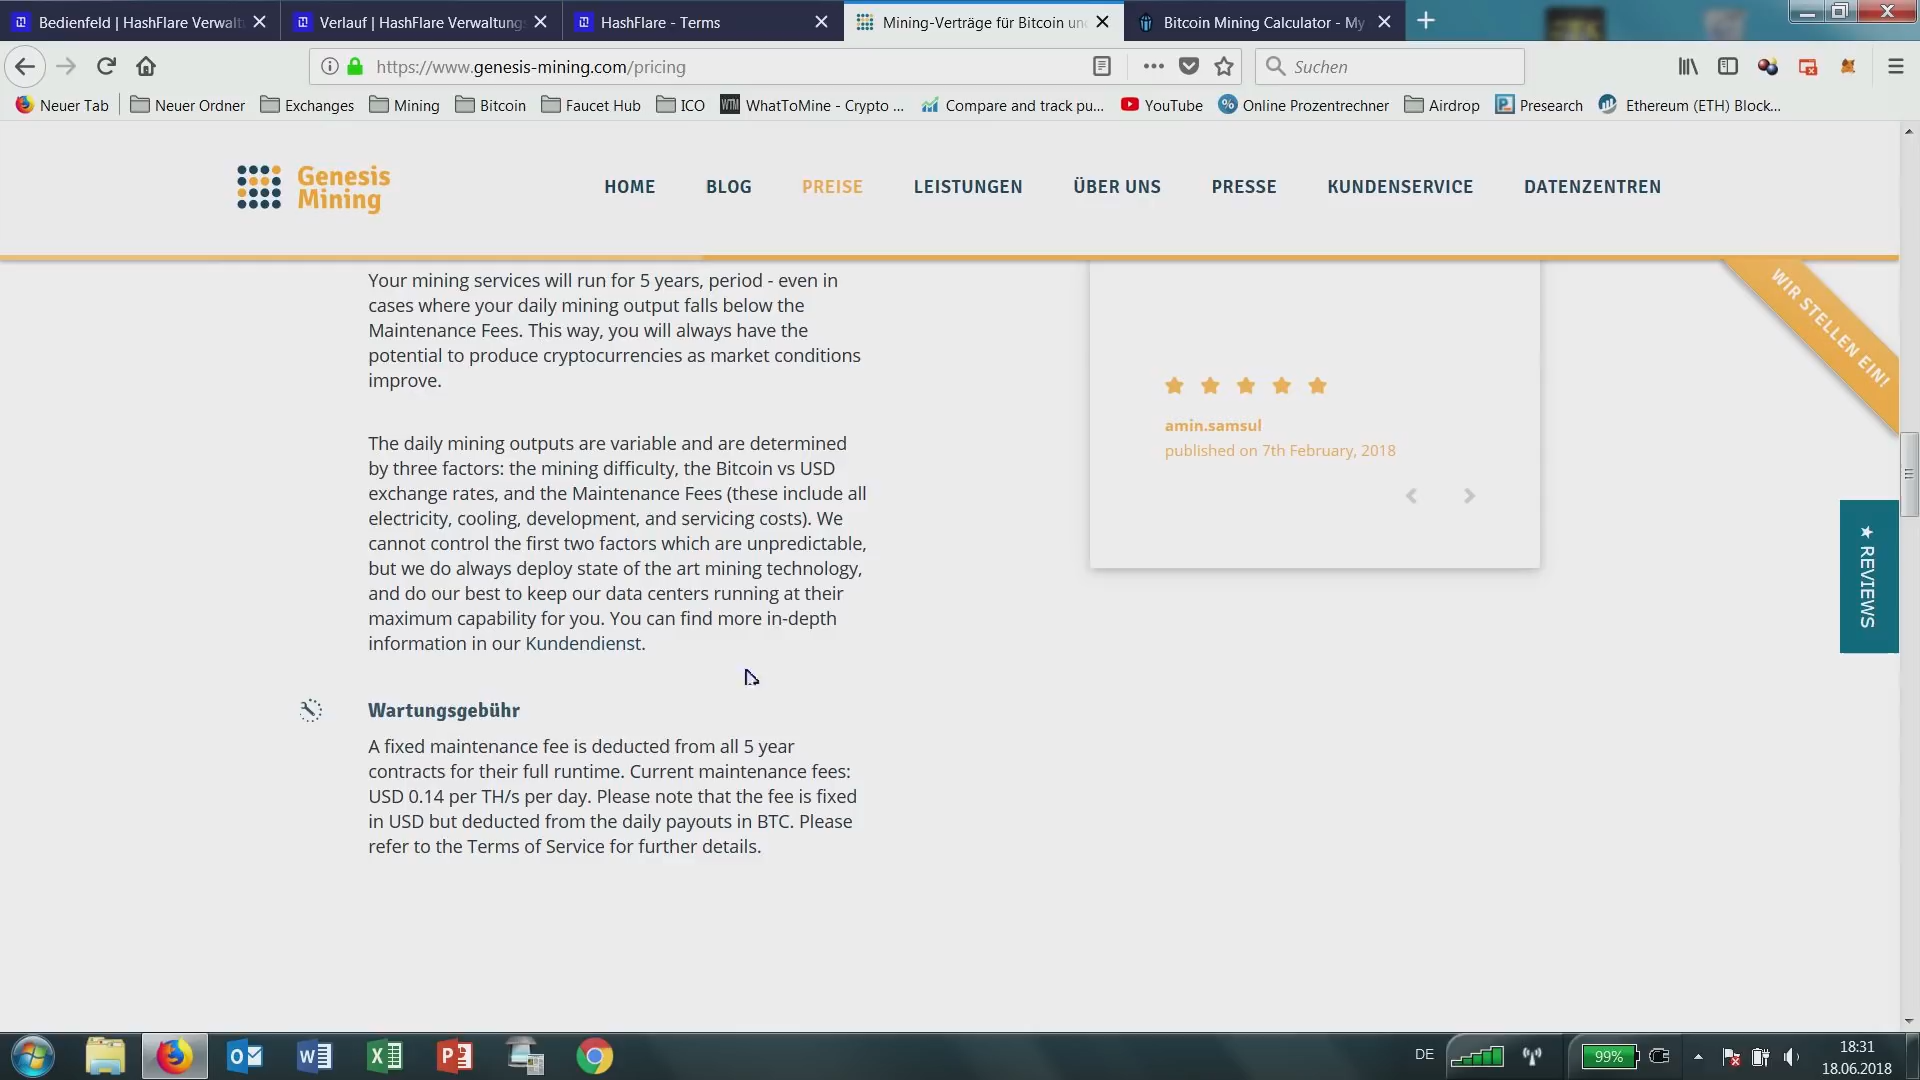 Bedienfeld | HashFlare Verwalt
Verlauf | HashFlare Verwaltung
HashFlare - Terms
Mining-Verträge für Bitcoin un
Bitcoin Mining Calculator - My
https://www.genesis-mining.com/pricing
Suchen
Neuer Tab
Neuer Ordner
Exchanges
Mining
Bitcoin
Faucet Hub
ICO
WTM
WhatToMine - Crypto ...
Compare and track pu...
YouTube
Online Prozentrechner
Airdrop
Presearch
Ethereum (ETH) Block...
Genesis
Mining
HOME
BLOG
PREISE
LEISTUNGEN
ÜBER UNS
PRESSE
KUNDENSERVICE
DATENZENTREN
WIR STELLEN EIN!
Your mining services will run for 5 years, period - even in
cases where your daily mining output falls below the
Maintenance Fees. This way, you will always have the
potential to produce cryptocurrencies as market conditions
improve.
The daily mining outputs are variable and are determined
by three factors: the mining difficulty, the Bitcoin vs USD
exchange rates, and the Maintenance Fees (these include all
electricity, cooling, development, and servicing costs). We
cannot control the first two factors which are unpredictable,
but we do always deploy state of the art mining technology,
and do our best to keep our data centers running at their
maximum capability for you. You can find more in-depth
information in our Kundendienst.
amin.samsul
published on 7th February, 2018
★ REVIEWS
Wartungsgebühr
A fixed maintenance fee is deducted from all 5 year
contracts for their full runtime. Current maintenance fees:
USD 0.14 per TH/s per day. Please note that the fee is fixed
in USD but deducted from the daily payouts in BTC. Please
refer to the Terms of Service for further details.
DE
99%
18:31
18.06.2018